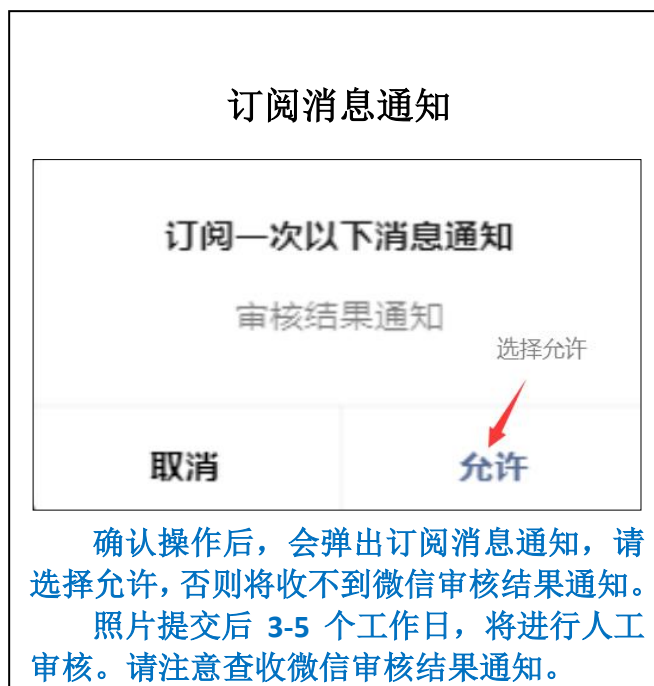 订阅消息通知
订阅一次以下消息通知
审核结果通知
选择允许
取消
允许
确认操作后，会弹出订阅消息通知，请
选择允许，否则将收不到微信审核结果通知。
照片提交后 3-5 个工作日，将进行人工
审核。请注意查收微信审核结果通知。